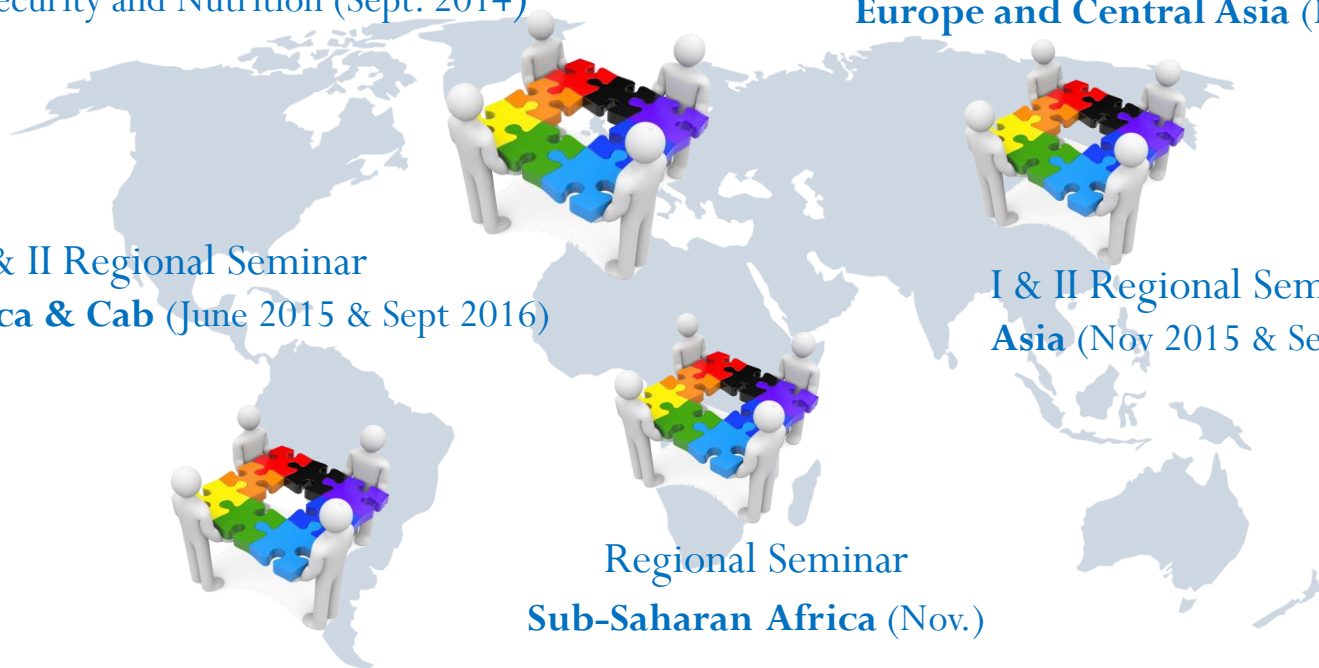 ecurity and Nutrition (Sept. 2014)
Europe and Central Asia (
& II Regional Seminar
ca & Cab (June 2015 & Sept 2016)
I & II Regional Sem
Asia (Nov 2015 & Se
Regional Seminar
Sub-Saharan Africa (Nov.)